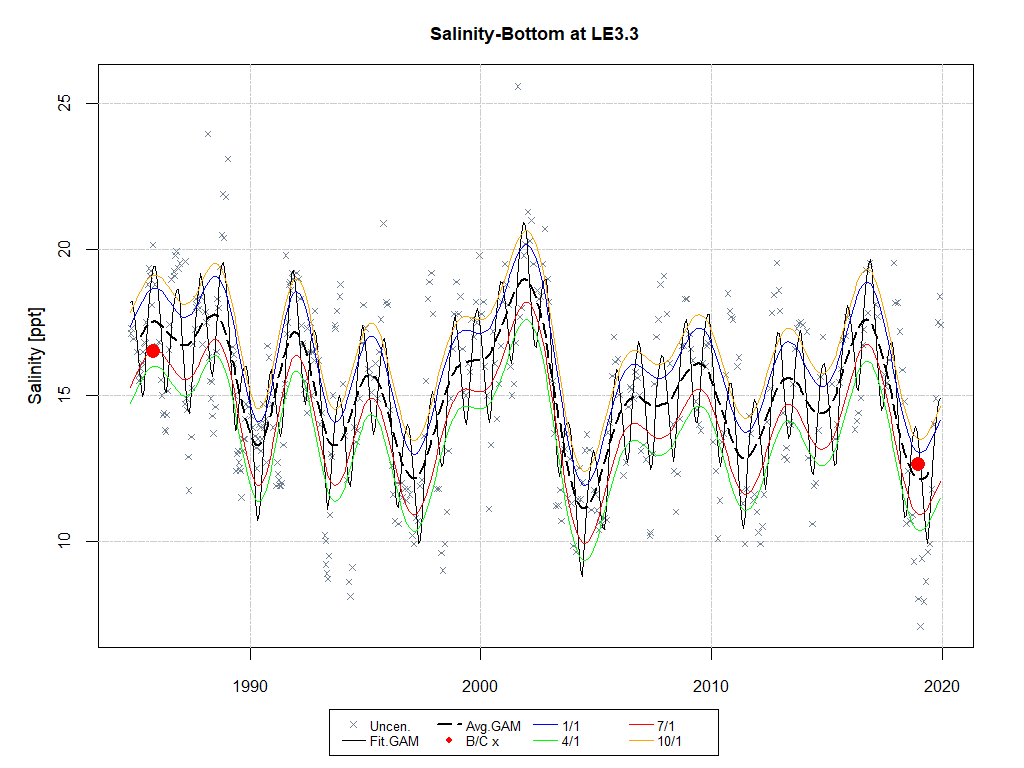 Salinity-Bottom at LE3.3
Salinity [ppt]
25
20
15
10
1990 2000 2010 2020
Uncen. Avg.GAM 1/1 7/1
Fit.GAM B/C x 4/1 10/1